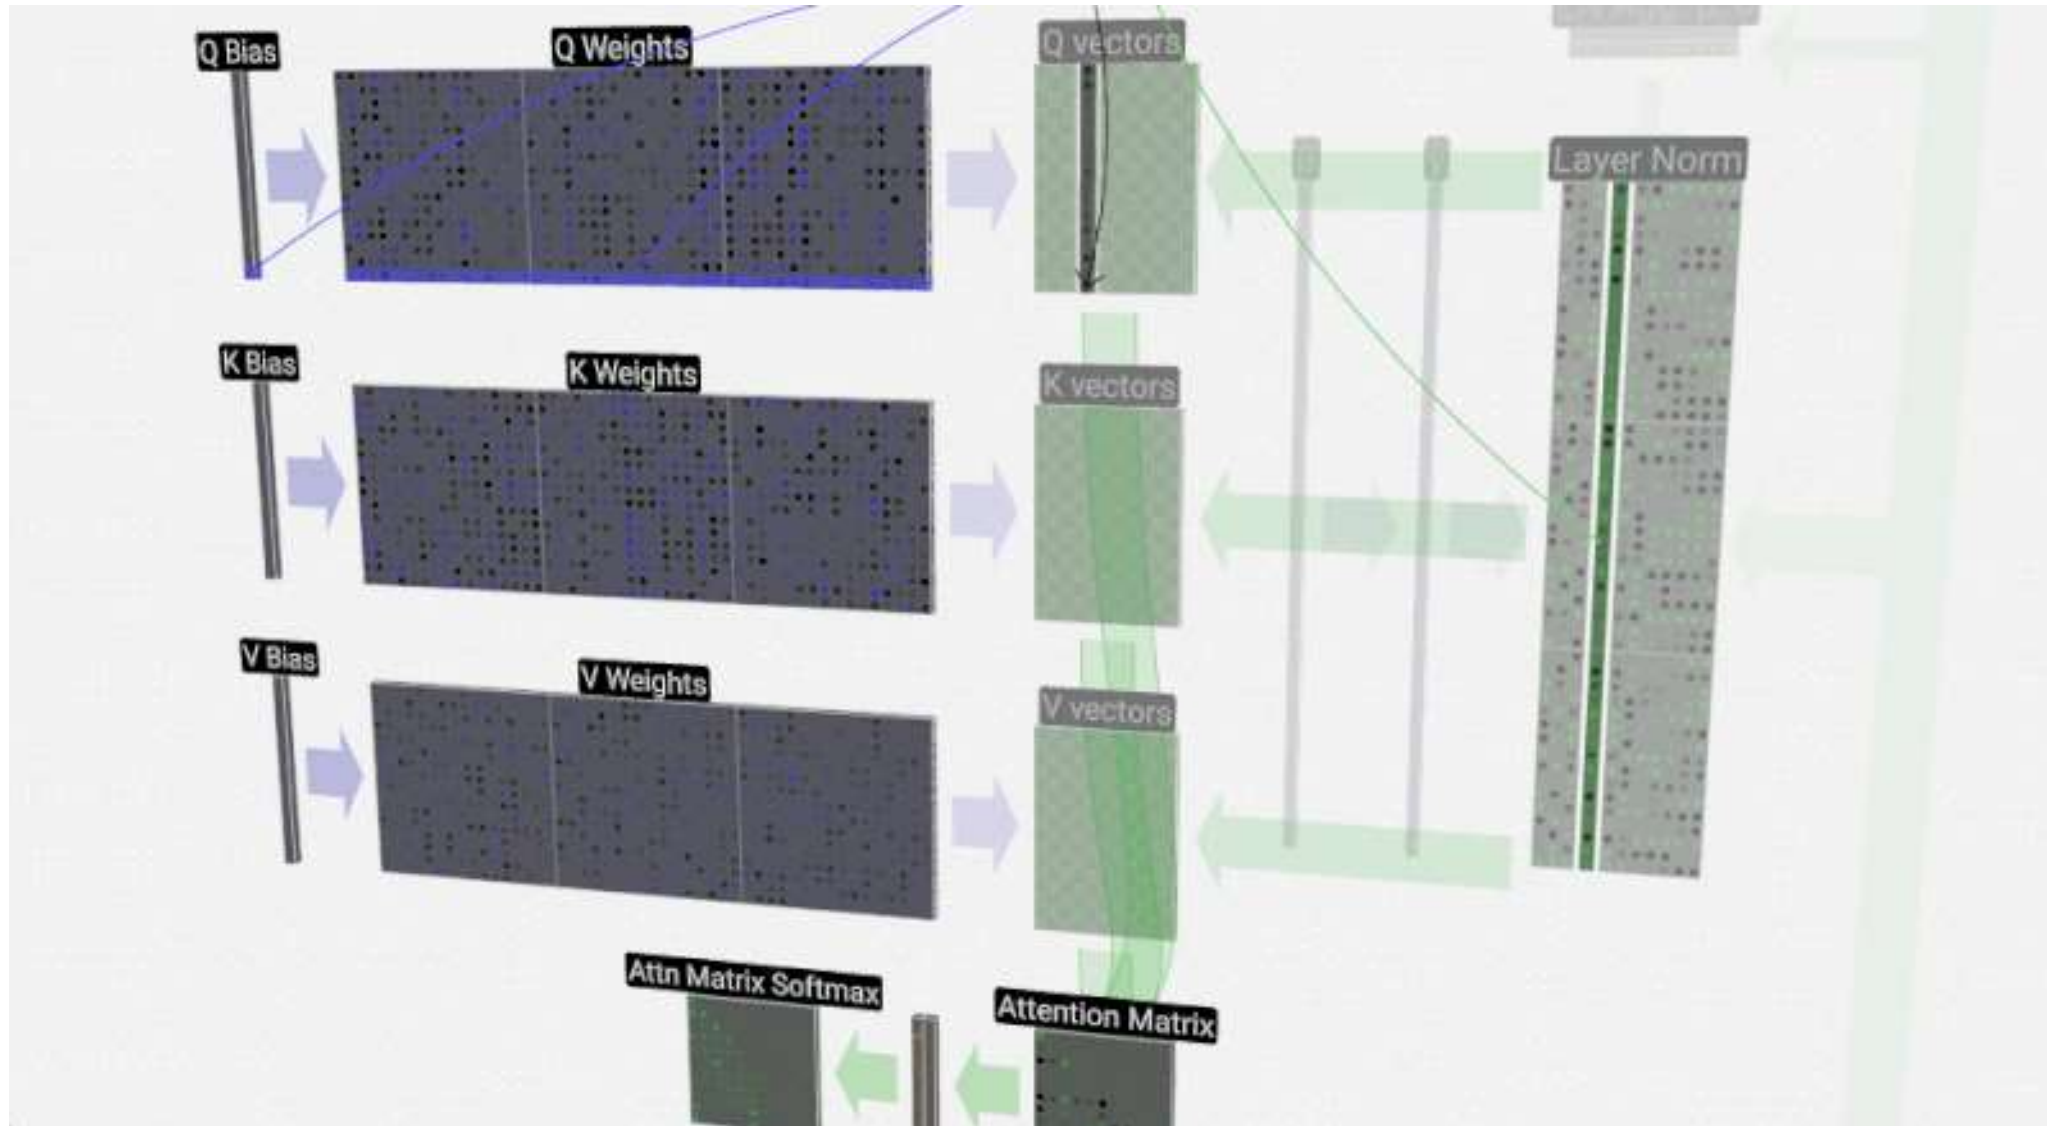 Q Bias
Q Weights
Q vectors
Layer Norm
K Bias
K Weights
K vectors
V Bias
V Weights
V vectors
Attn Matrix Softmax
Attention Matrix